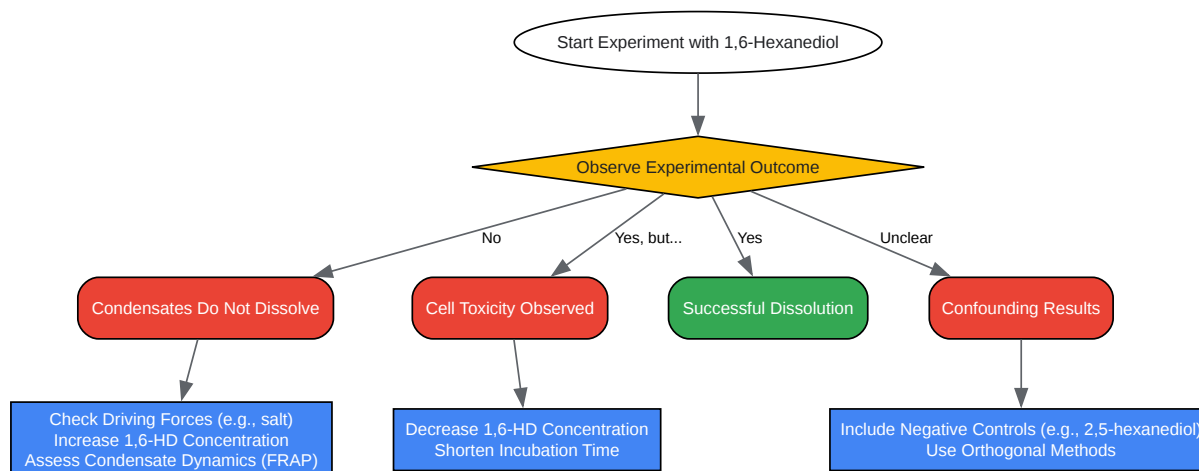 Start Experiment with 1,6-Hexanediol
Observe Experimental Outcome
No
Yes, but...
Yes
Unclear
Condensates Do Not Dissolve
Cell Toxicity Observed
Successful Dissolution
Confounding Results
Check Driving Forces (e.g., salt)
Increase 1,6-HD Concentration
Assess Condensate Dynamics (FRAP)
Decrease 1,6-HD Concentration
Shorten Incubation Time
Include Negative Controls (e.g., 2,5-hexanediol)
Use Orthogonal Methods